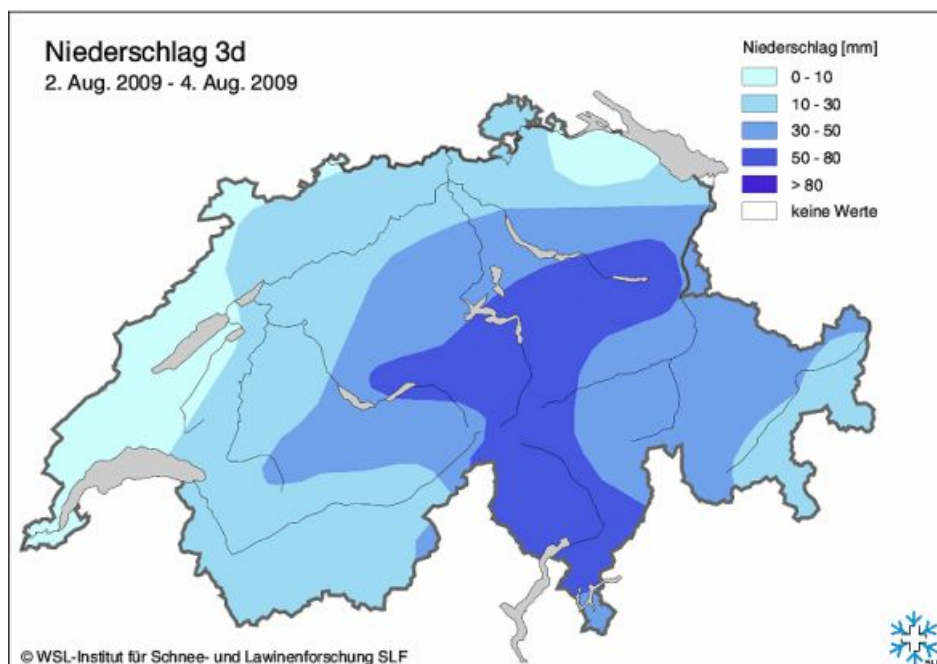 Niederschlag 3d
2. Aug. 2009 - 4. Aug. 2009
Niederschlag [mm]
0 - 10
10 - 30
30 - 50
50 - 80
> 80
keine Werte
© WSL-Institut für Schnee- und Lawinenforschung SLF